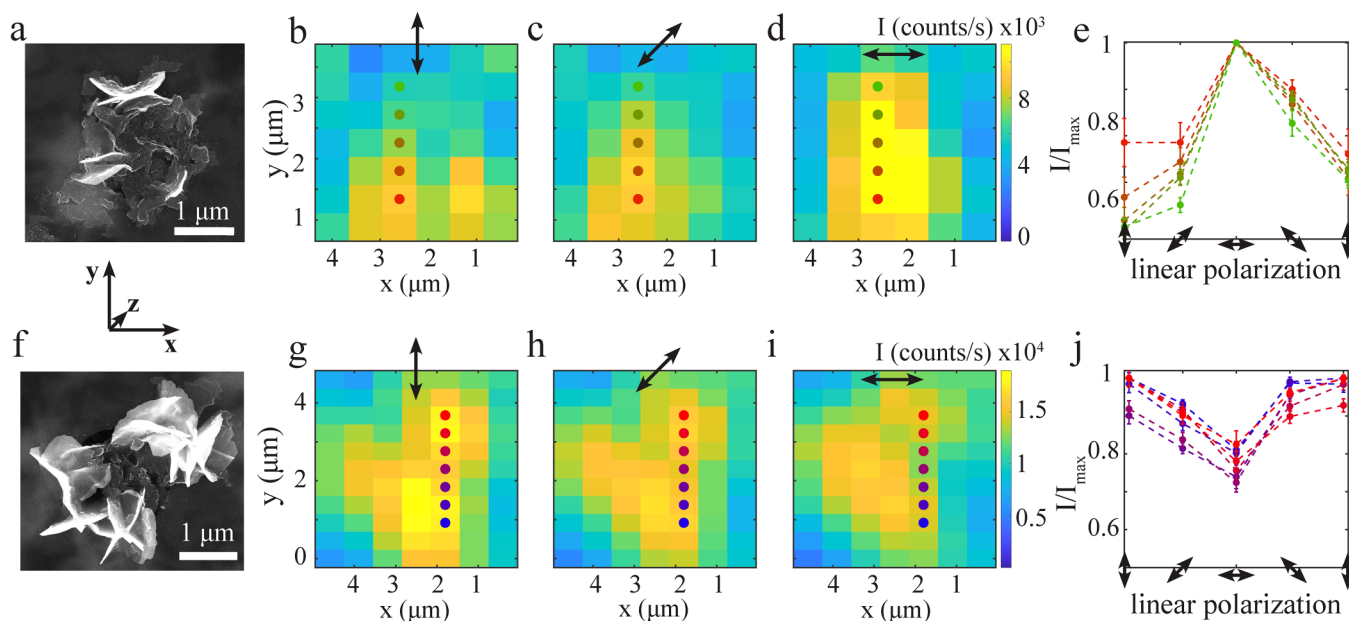 a
b
c
d
I (counts/s) x10³
e
1 µm
y (µm)
3
2
1
4 3 2 1
x (µm)
4 3 2 1
x (µm)
4 3 2 1
x (µm)
8
4
0
I/Imax
1
0.8
0.6
linear polarization
y
z
x
f
g
h
i
I (counts/s) x10⁴
j
1 µm
y (µm)
4
2
0
4 3 2 1
x (µm)
4 3 2 1
x (µm)
4 3 2 1
x (µm)
1.5
1
0.5
I/Imax
1
0.8
0.6
linear polarization